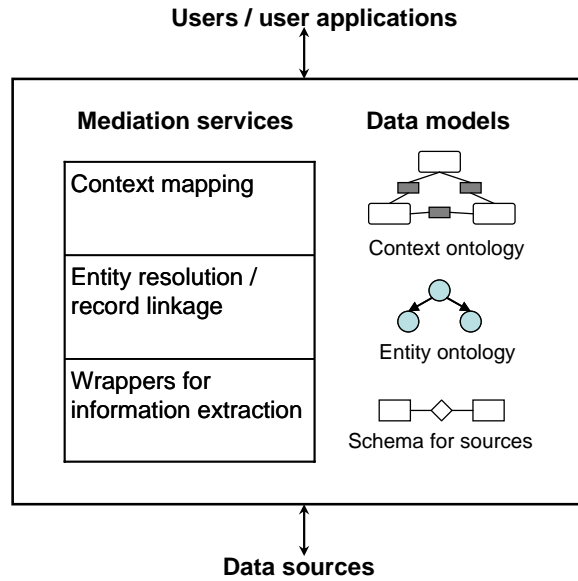 Users / user applications
Mediation services
Data models
Context mapping
Entity resolution /
record linkage
Wrappers for
information extraction
Context ontology
Entity ontology
Schema for sources
Data sources